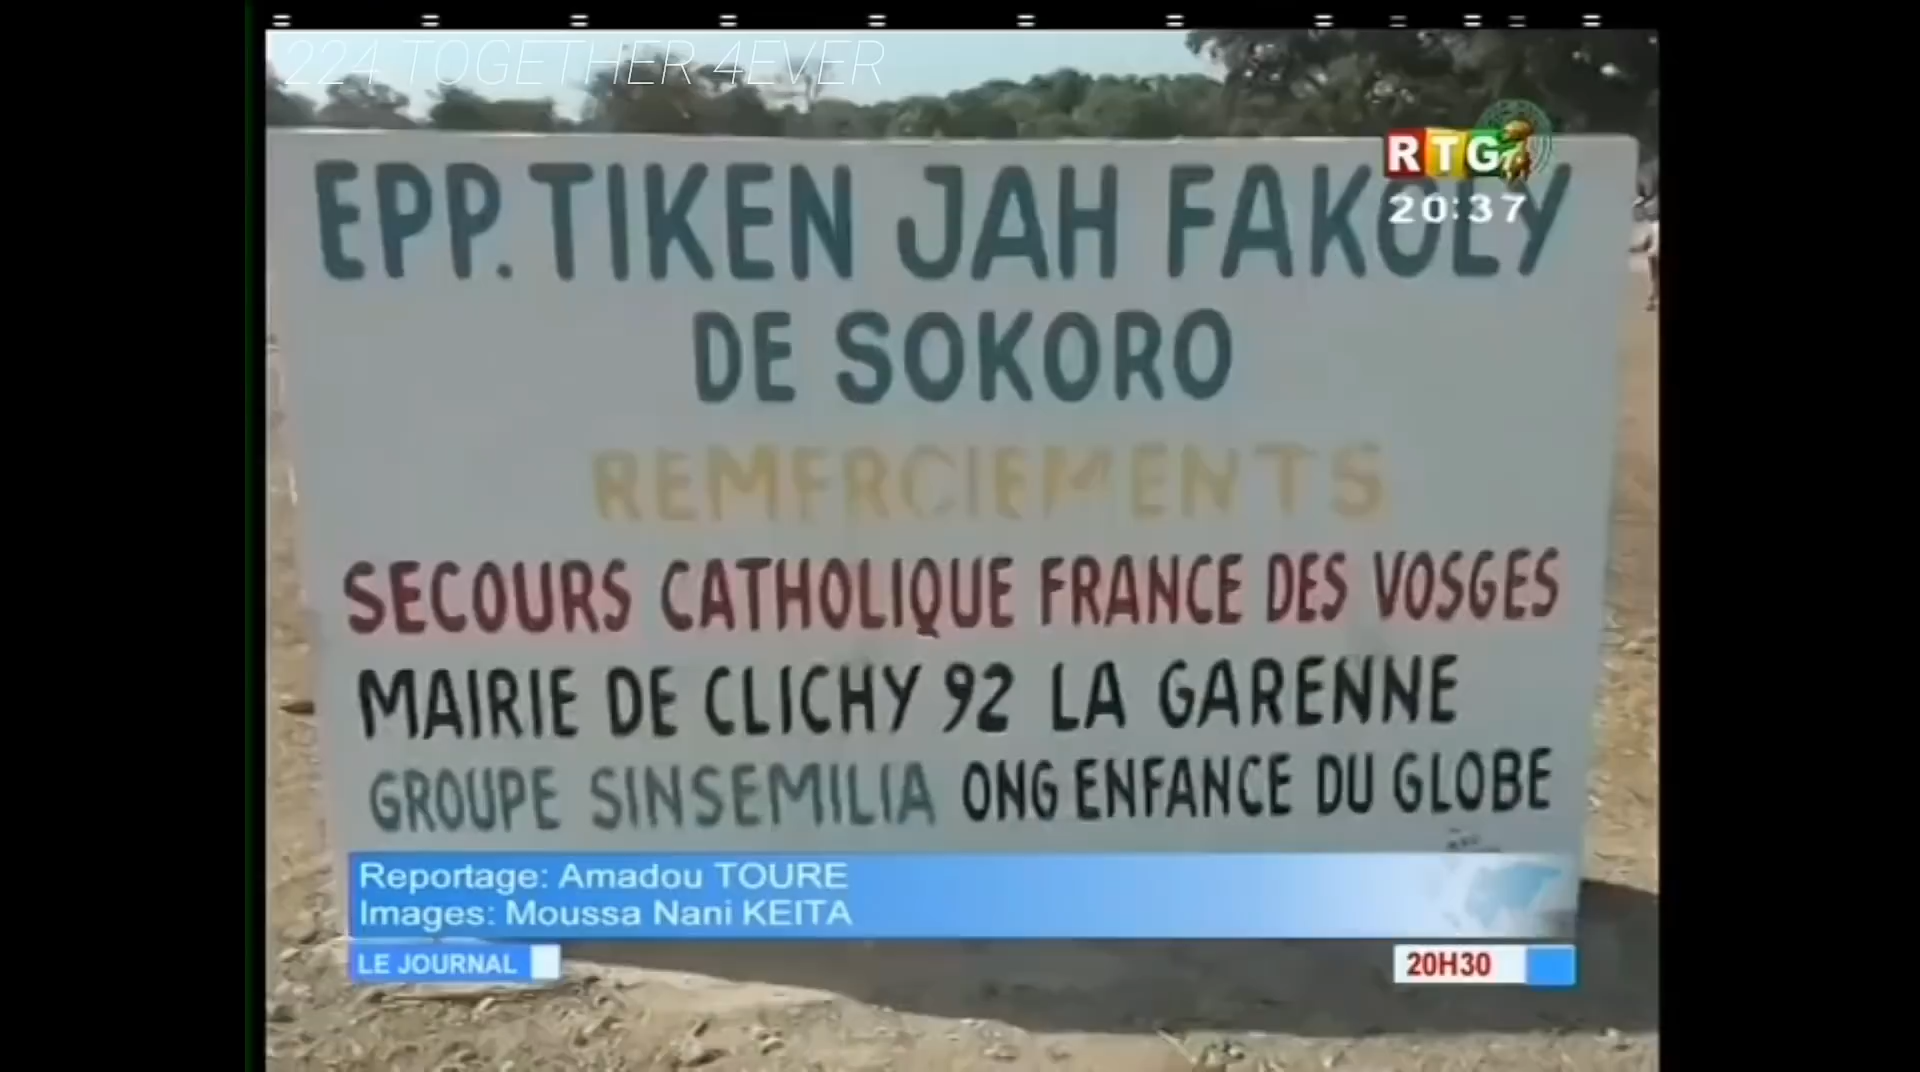 224 TOGETHER 4EVER
RTG
20:37
EPP. TIKEN JAH FAKOLY
DE SOKORO
REMERCIEMENTS
SECOURS CATHOLIQUE FRANCE DES VOSGES
MAIRIE DE CLICHY 92 LA GARENNE
GROUPE SINSEMILIA ONG ENFANCE DU GLOBE
Reportage: Amadou TOURE
Images: Moussa Nani KEITA
LE JOURNAL
20H30